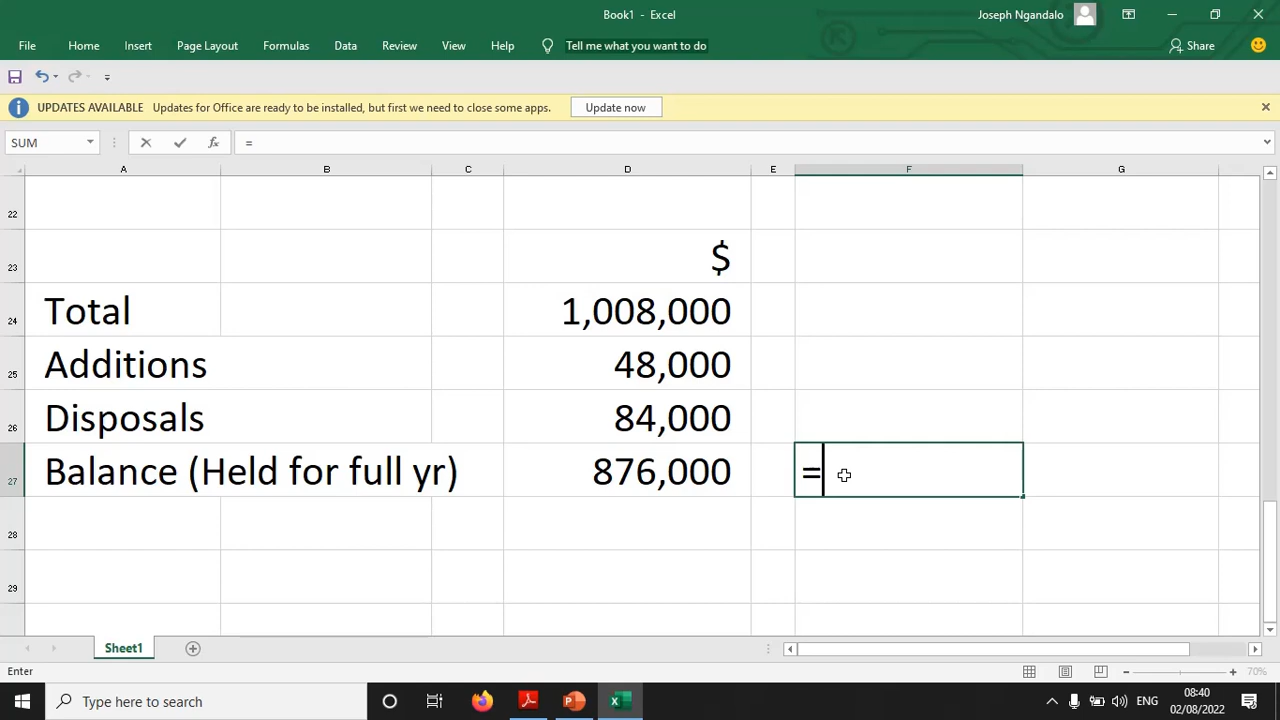 Book1 - Excel
Joseph Ngandalo
File Home Insert Page Layout Formulas Data Review View Help Tell me what you want to do Share
UPDATES AVAILABLE Updates for Office are ready to be installed, but first we need to close some apps. Update now
SUM fx =
A B C D E F G
22
23 $
24 Total 1,008,000
25 Additions 48,000
26 Disposals 84,000
27 Balance (Held for full yr) 876,000 =
28
29
Sheet1
Enter 70%
Type here to search ENG 08:40
02/08/2022